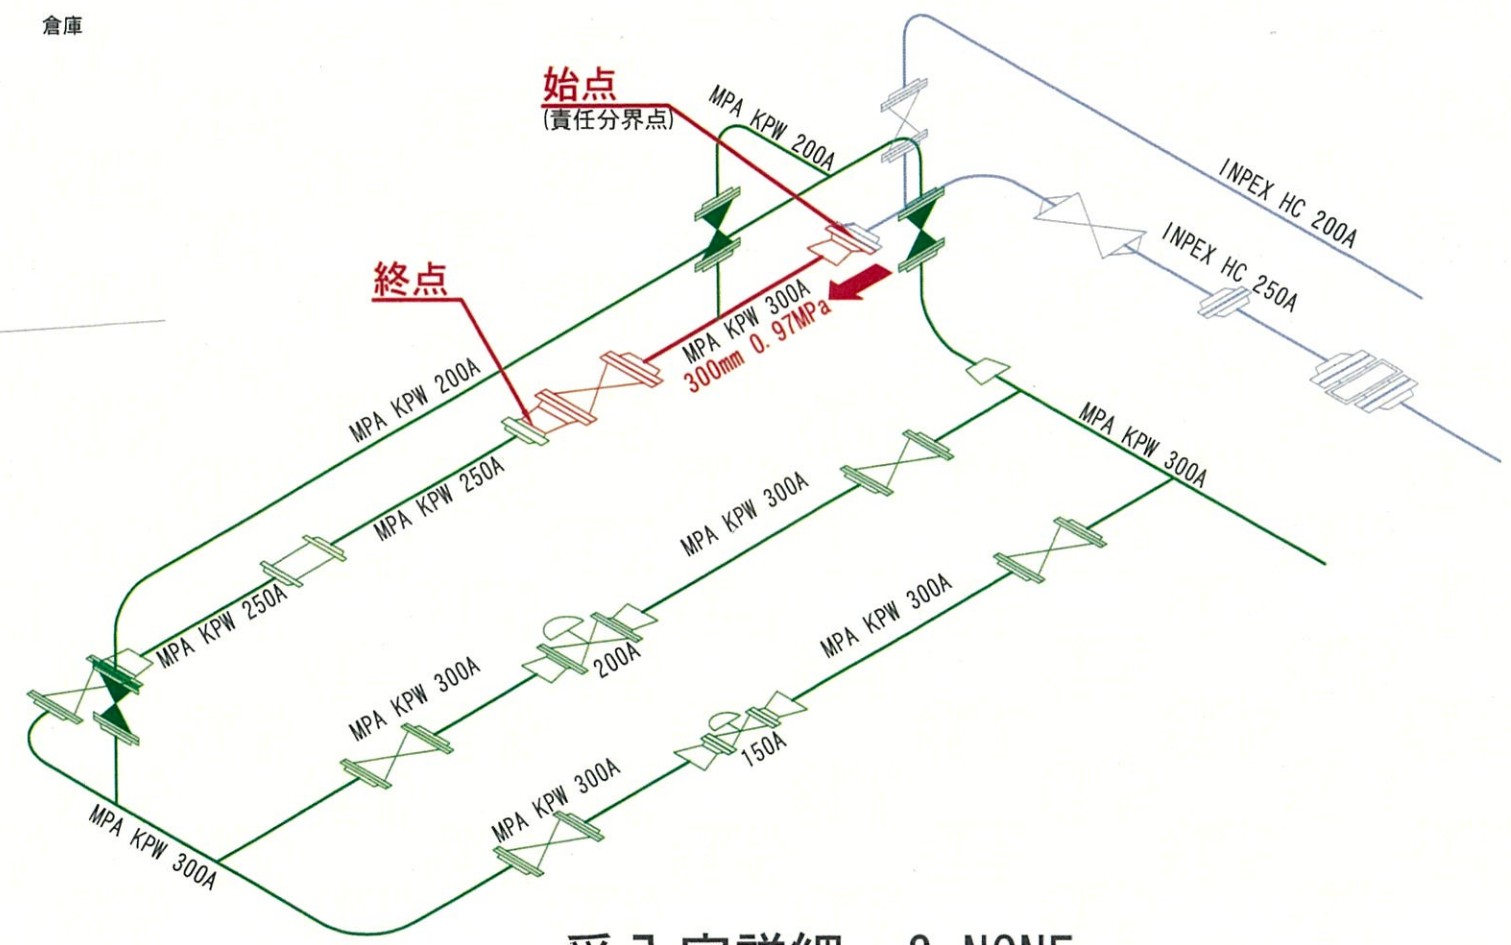 倉庫
始点
(責任分界点)
MPA KPW 200A
INPEX HC 200A
INPEX HC 250A
終点
MPA KPW 300A
300mm 0.97MPa
MPA KPW 200A
MPA KPW 250A
MPA KPW 300A
MPA KPW 300A
MPA KPW 250A
MPA KPW 300A
200A
MPA KPW 300A
150A
MPA KPW 300A
MPA KPW 300A